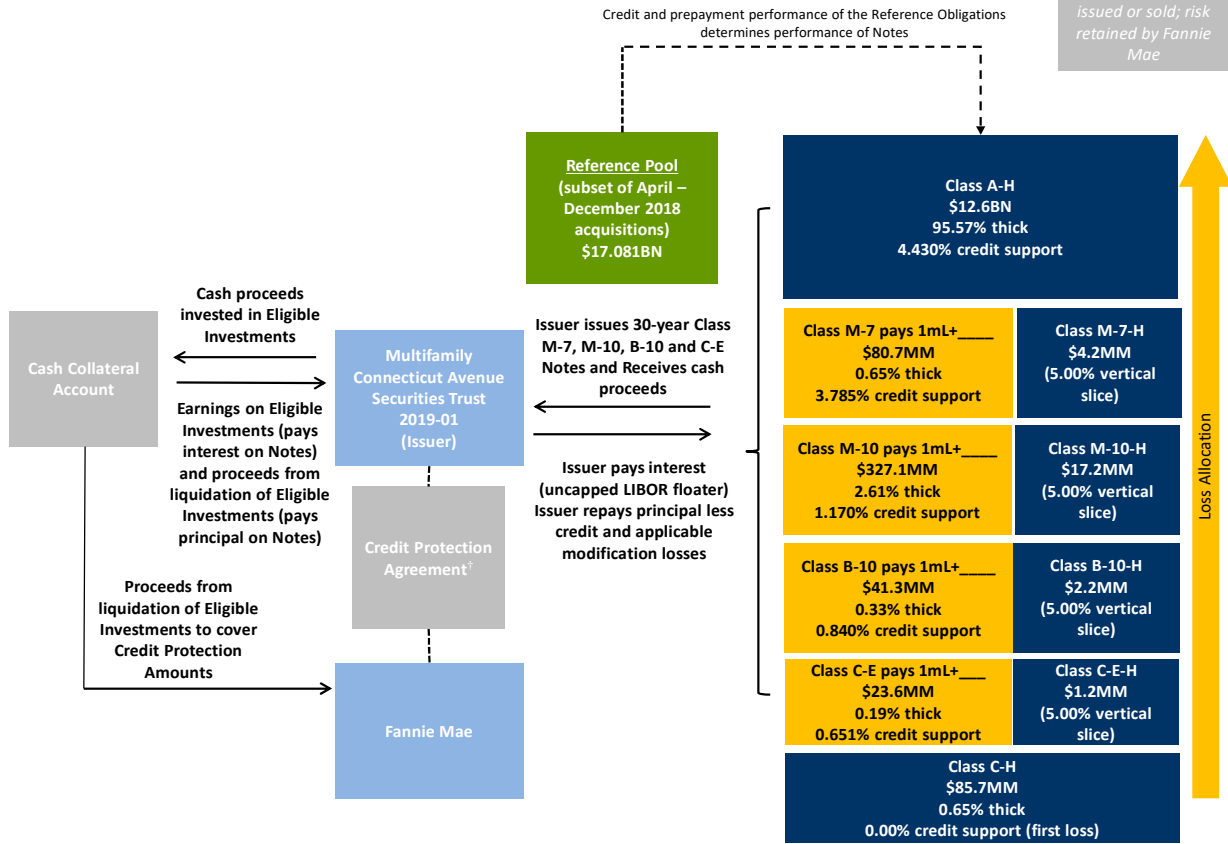 Credit and prepayment performance of the Reference Obligations
determines performance of Notes
issued or sold; risk
retained by Fannie
Mae
Reference Pool
(subset of April –
December 2018
acquisitions)
$17.081BN
Class A-H
$12.6BN
95.57% thick
4.430% credit support
Cash proceeds
invested in Eligible
Investments
Cash Collateral
Account
Earnings on Eligible
Investments (pays
interest on Notes)
and proceeds from
liquidation of Eligible
Investments (pays
principal on Notes)
Multifamily
Connecticut Avenue
Securities Trust
2019-01
(Issuer)
Issuer issues 30-year Class
M-7, M-10, B-10 and C-E
Notes and Receives cash
proceeds
Issuer pays interest
(uncapped LIBOR floater)
Issuer repays principal less
credit and applicable
modification losses
Class M-7 pays 1mL+____
$80.7MM
0.65% thick
3.785% credit support
Class M-7-H
$4.2MM
(5.00% vertical
slice)
Class M-10 pays 1mL+____
$327.1MM
2.61% thick
1.170% credit support
Class M-10-H
$17.2MM
(5.00% vertical
slice)
Loss Allocation
Credit Protection
Agreement†
Proceeds from
liquidation of Eligible
Investments to cover
Credit Protection
Amounts
Fannie Mae
Class B-10 pays 1mL+____
$41.3MM
0.33% thick
0.840% credit support
Class B-10-H
$2.2MM
(5.00% vertical
slice)
Class C-E pays 1mL+___
$23.6MM
0.19% thick
0.651% credit support
Class C-E-H
$1.2MM
(5.00% vertical
slice)
Class C-H
$85.7MM
0.65% thick
0.00% credit support (first loss)